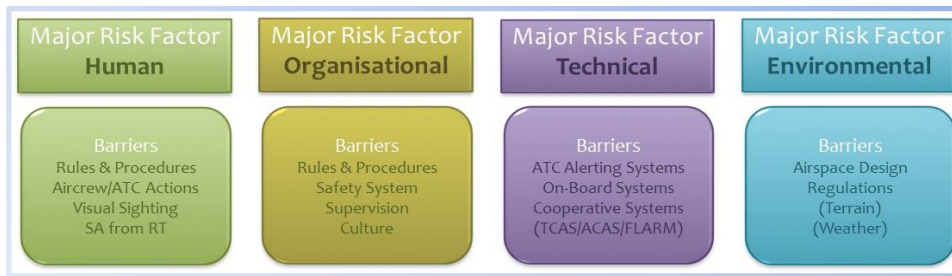 Major Risk Factor
Human
Major Risk Factor
Organisational
Major Risk Factor
Technical
Major Risk Factor
Environmental
Barriers
Rules & Procedures
Aircrew/ATC Actions
Visual Sighting
SA from RT
Barriers
Rules & Procedures
Safety System
Supervision
Culture
Barriers
ATC Alerting Systems
On-Board Systems
Cooperative Systems
(TCAS/ACAS/FLARM)
Barriers
Airspace Design
Regulations
(Terrain)
(Weather)